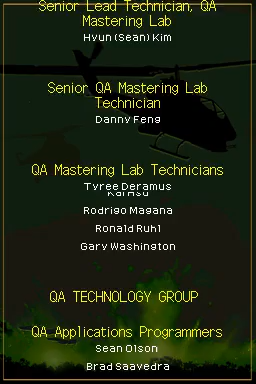 Senior Lead Technician, QA
Mastering Lab
Hyun (Sean) Kim
Senior QA Mastering Lab
Technician
Danny Feng
QA Mastering Lab Technicians
Tyree Deramus
Kai Hsu
Rodrigo Magana
Ronald Ruhl
Gary Washington
QA TECHNOLOGY GROUP
QA Applications Programmers
Sean Olson
Brad Saavedra